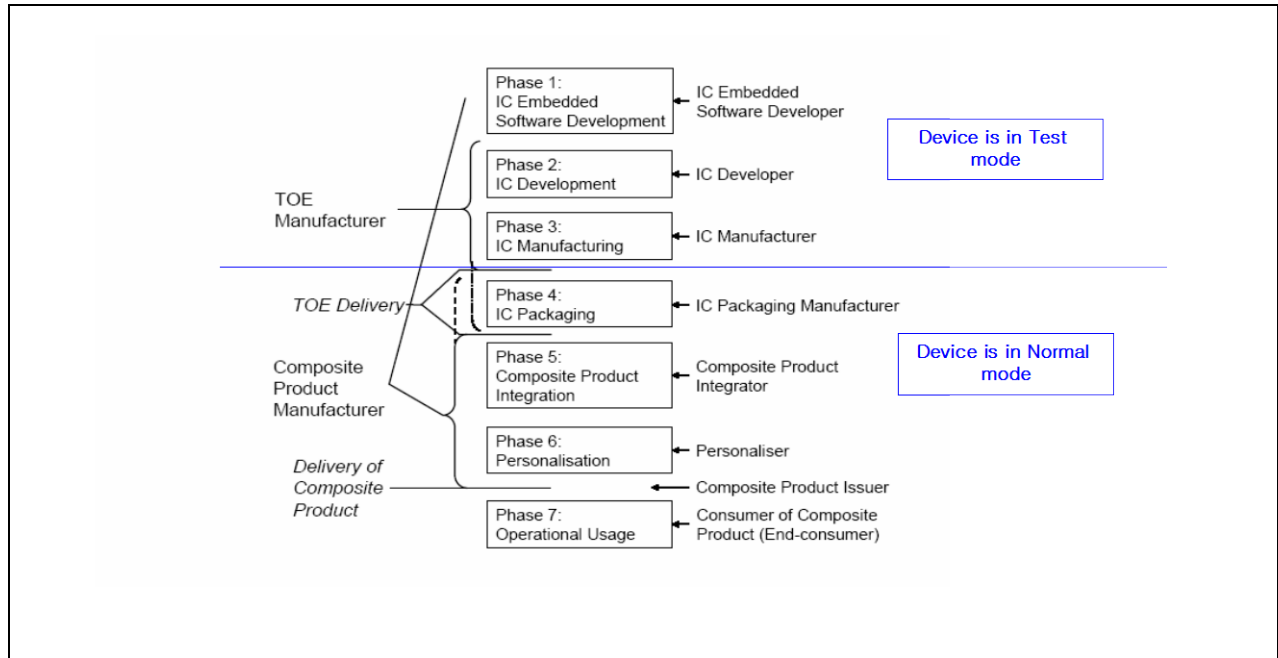 Phase 1:
IC Embedded
Software Development
IC Embedded
Software Developer
Device is in Test
mode
Phase 2:
IC Development
IC Developer
TOE
Manufacturer
Phase 3:
IC Manufacturing
IC Manufacturer
TOE Delivery
Phase 4:
IC Packaging
IC Packaging Manufacturer
Device is in Normal
mode
Composite
Product
Manufacturer
Phase 5:
Composite Product
Integration
Composite Product
Integrator
Phase 6:
Personalisation
Personaliser
Delivery of
Composite
Product
Composite Product Issuer
Phase 7:
Operational Usage
Consumer of Composite
Product (End-consumer)